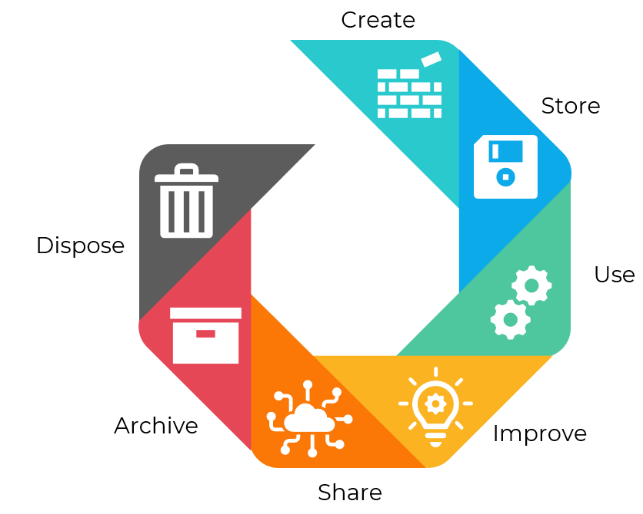 Create
Store
Use
Improve
Share
Archive
Dispose